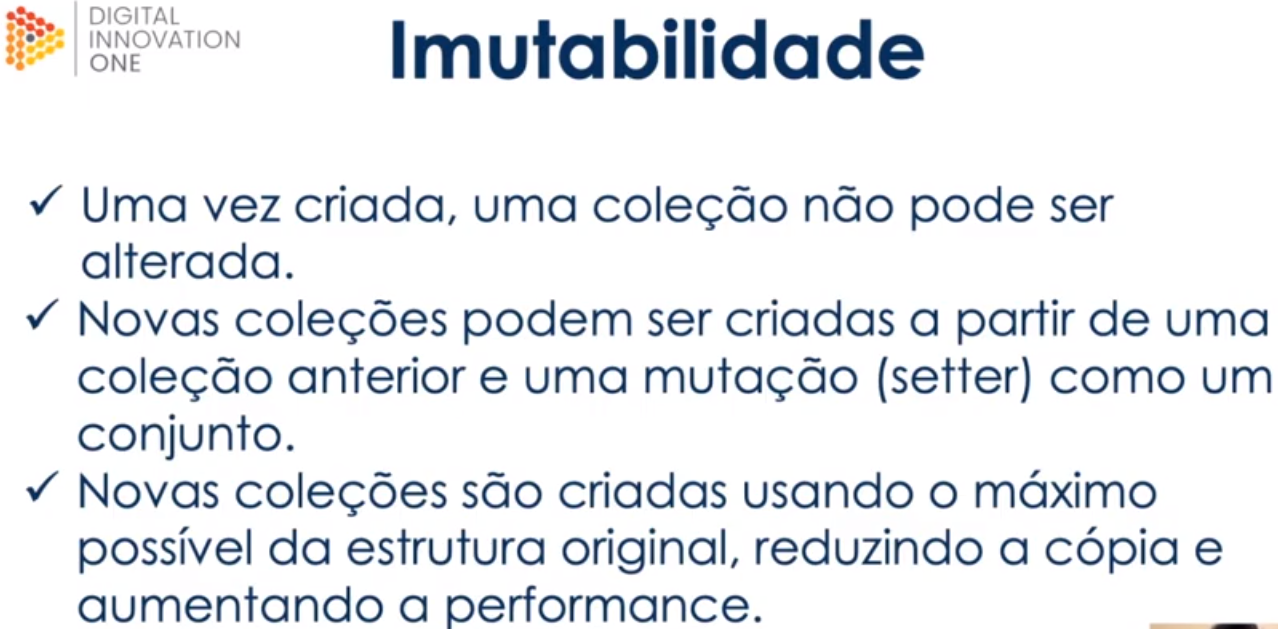 DIGITAL
INNOVATION
ONE
Imutabilidade
✓ Uma vez criada, uma coleção não pode ser
alterada.
✓ Novas coleções podem ser criadas a partir de uma
coleção anterior e uma mutação (setter) como um
conjunto.
✓ Novas coleções são criadas usando o máximo
possível da estrutura original, reduzindo a cópia e
aumentando a performance.